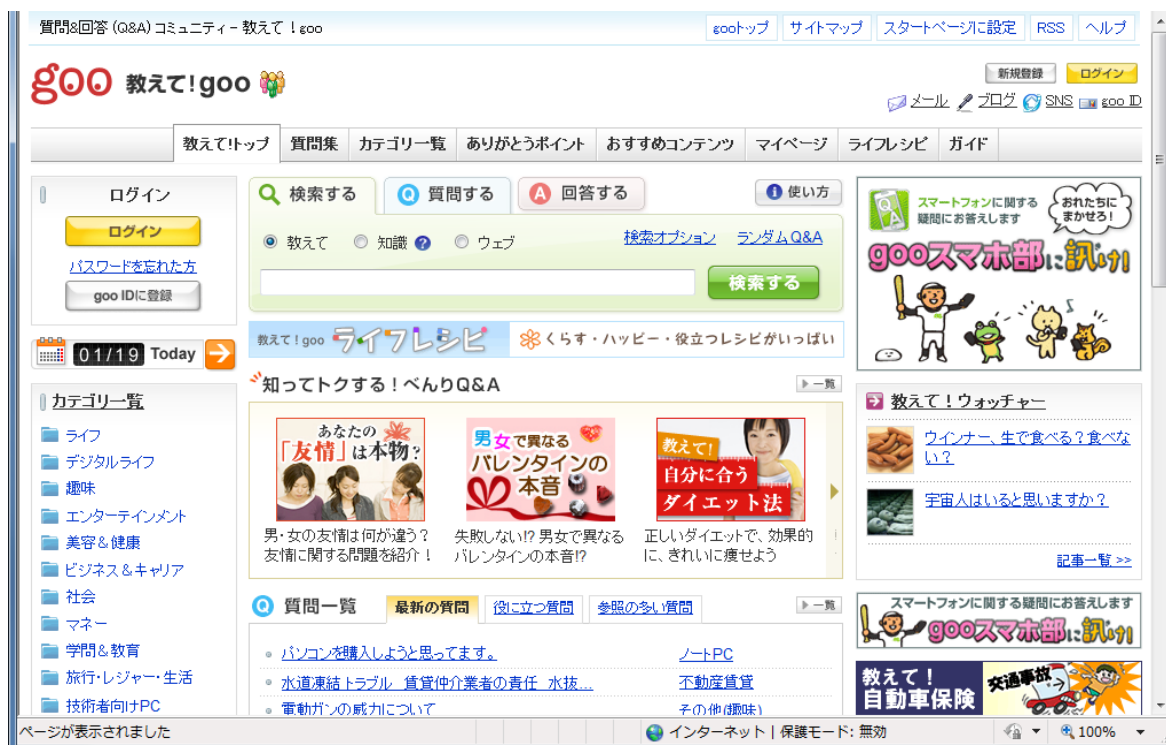 質問&回答 (Q&A) コミュニティー - 教えて！goo
gooトップ サイトマップ スタートページに設定 RSS ヘルプ
goo 教えて!goo
新規登録 ログイン
メール ブログ SNS goo ID
教えて!トップ 質問集 カテゴリ一覧 ありがとうポイント おすすめコンテンツ マイページ ライフレシピ ガイド
ログイン
ログイン
パスワードを忘れた方
goo IDに登録
01/19 Today
カテゴリ一覧
ライフ
デジタルライフ
趣味
エンターテインメント
美容&健康
ビジネス&キャリア
社会
マネー
学問&教育
旅行・レジャー・生活
技術者向けPC
検索する Q 質問する A 回答する 使い方
教えて 知識 ? ウェブ 検索オプション ランダムQ&A
検索する
教えて！goo ライフレシピ くらす・ハッピー・役立つレシピがいっぱい
知ってトクする！べんりQ&A 一覧
あなたの
「友情」は本物?
男・女の友情は何が違う？
友情に関する問題を紹介！
男女で異なる
バレンタインの
本音
失敗しない!? 男女で異なる
バレンタインの本音!?
教えて!
自分に合う
ダイエット法
正しいダイエットで、効果的
に、きれいに痩せよう
Q 質問一覧 最新の質問 役に立つ質問 参照の多い質問 一覧
パソコンを購入しようと思ってます。 ノートPC
水道凍結トラブル 賃貸仲介業者の責任 水抜... 不動産賃貸
電動ガンの威力について その他(趣味)
Q&A
スマートフォンに関する
疑問にお答えします
おれたちに
まかせろ！
gooスマホ部に訊け!
教えて！ウォッチャー
ウインナー、生で食べる？食べな
い？
宇宙人はいると思いますか？
記事一覧 >>
スマートフォンに関する疑問にお答えします
gooスマホ部に訊け!
教えて！
自動車保険
交通事故
ページが表示されました
インターネット | 保護モード: 無効
100%